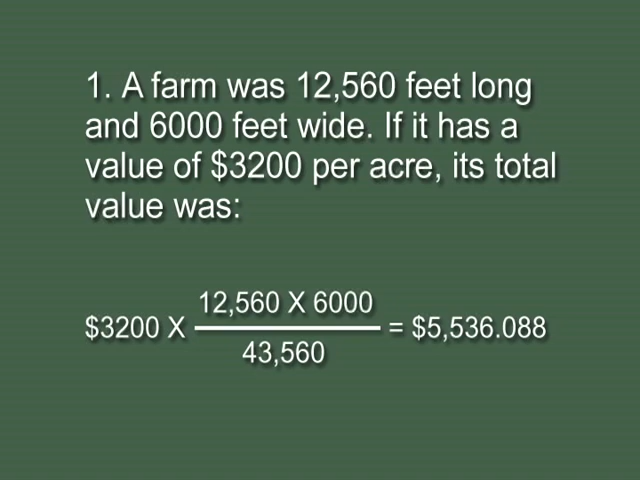 1. A farm was 12,560 feet long
and 6000 feet wide. If it has a
value of $3200 per acre, its total
value was:
12,560 X 6000
$3200 X = $5,536.088
43,560